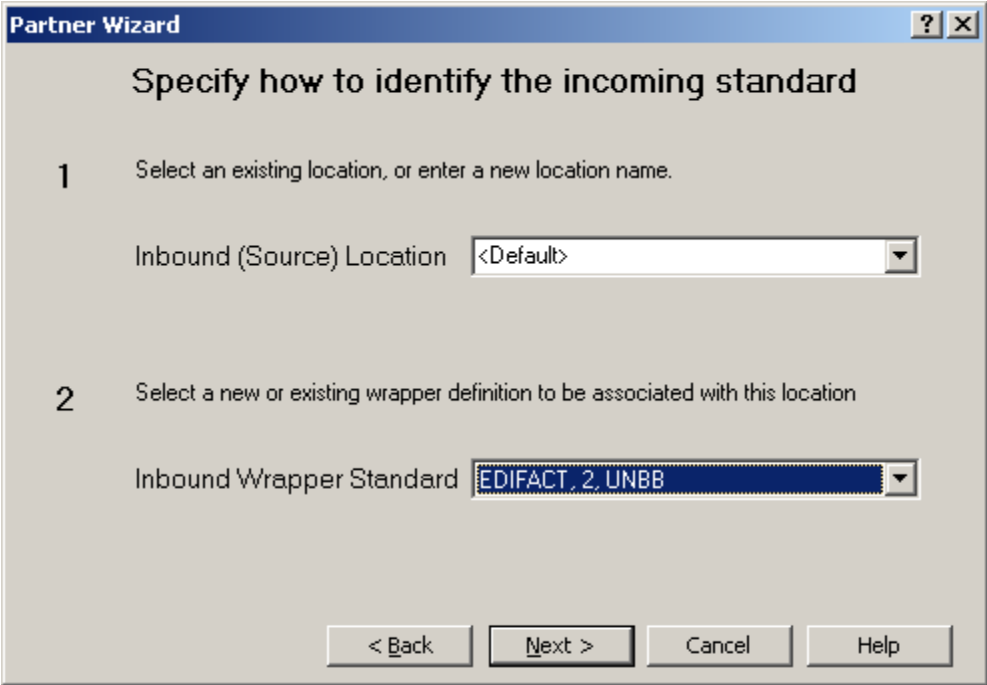 Partner Wizard
Specify how to identify the incoming standard
1 Select an existing location, or enter a new location name.
Inbound (Source) Location <Default>
2 Select a new or existing wrapper definition to be associated with this location
Inbound Wrapper Standard EDIFACT, 2, UNBB
< Back Next > Cancel Help